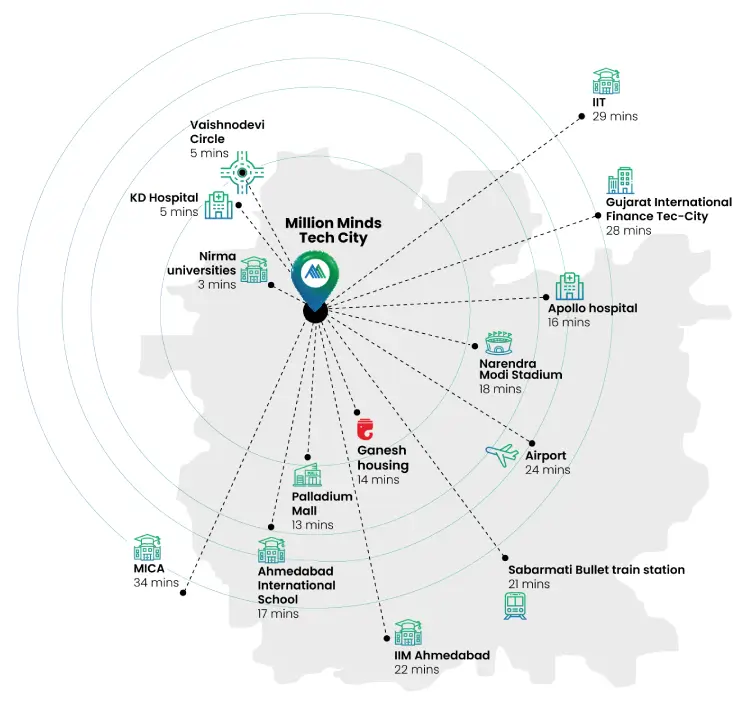 IIT
29 mins
Vaishnodevi
Circle
5 mins
KD Hospital
5 mins
Gujarat International
Finance Tec-City
28 mins
Million Minds
Tech City
Nirma
universities
3 mins
Apollo hospital
16 mins
Narendra
Modi Stadium
18 mins
Ganesh
housing
14 mins
Airport
24 mins
Palladium
Mall
13 mins
MICA
34 mins
Ahmedabad
International
School
17 mins
Sabarmati Bullet train station
21 mins
IIM Ahmedabad
22 mins